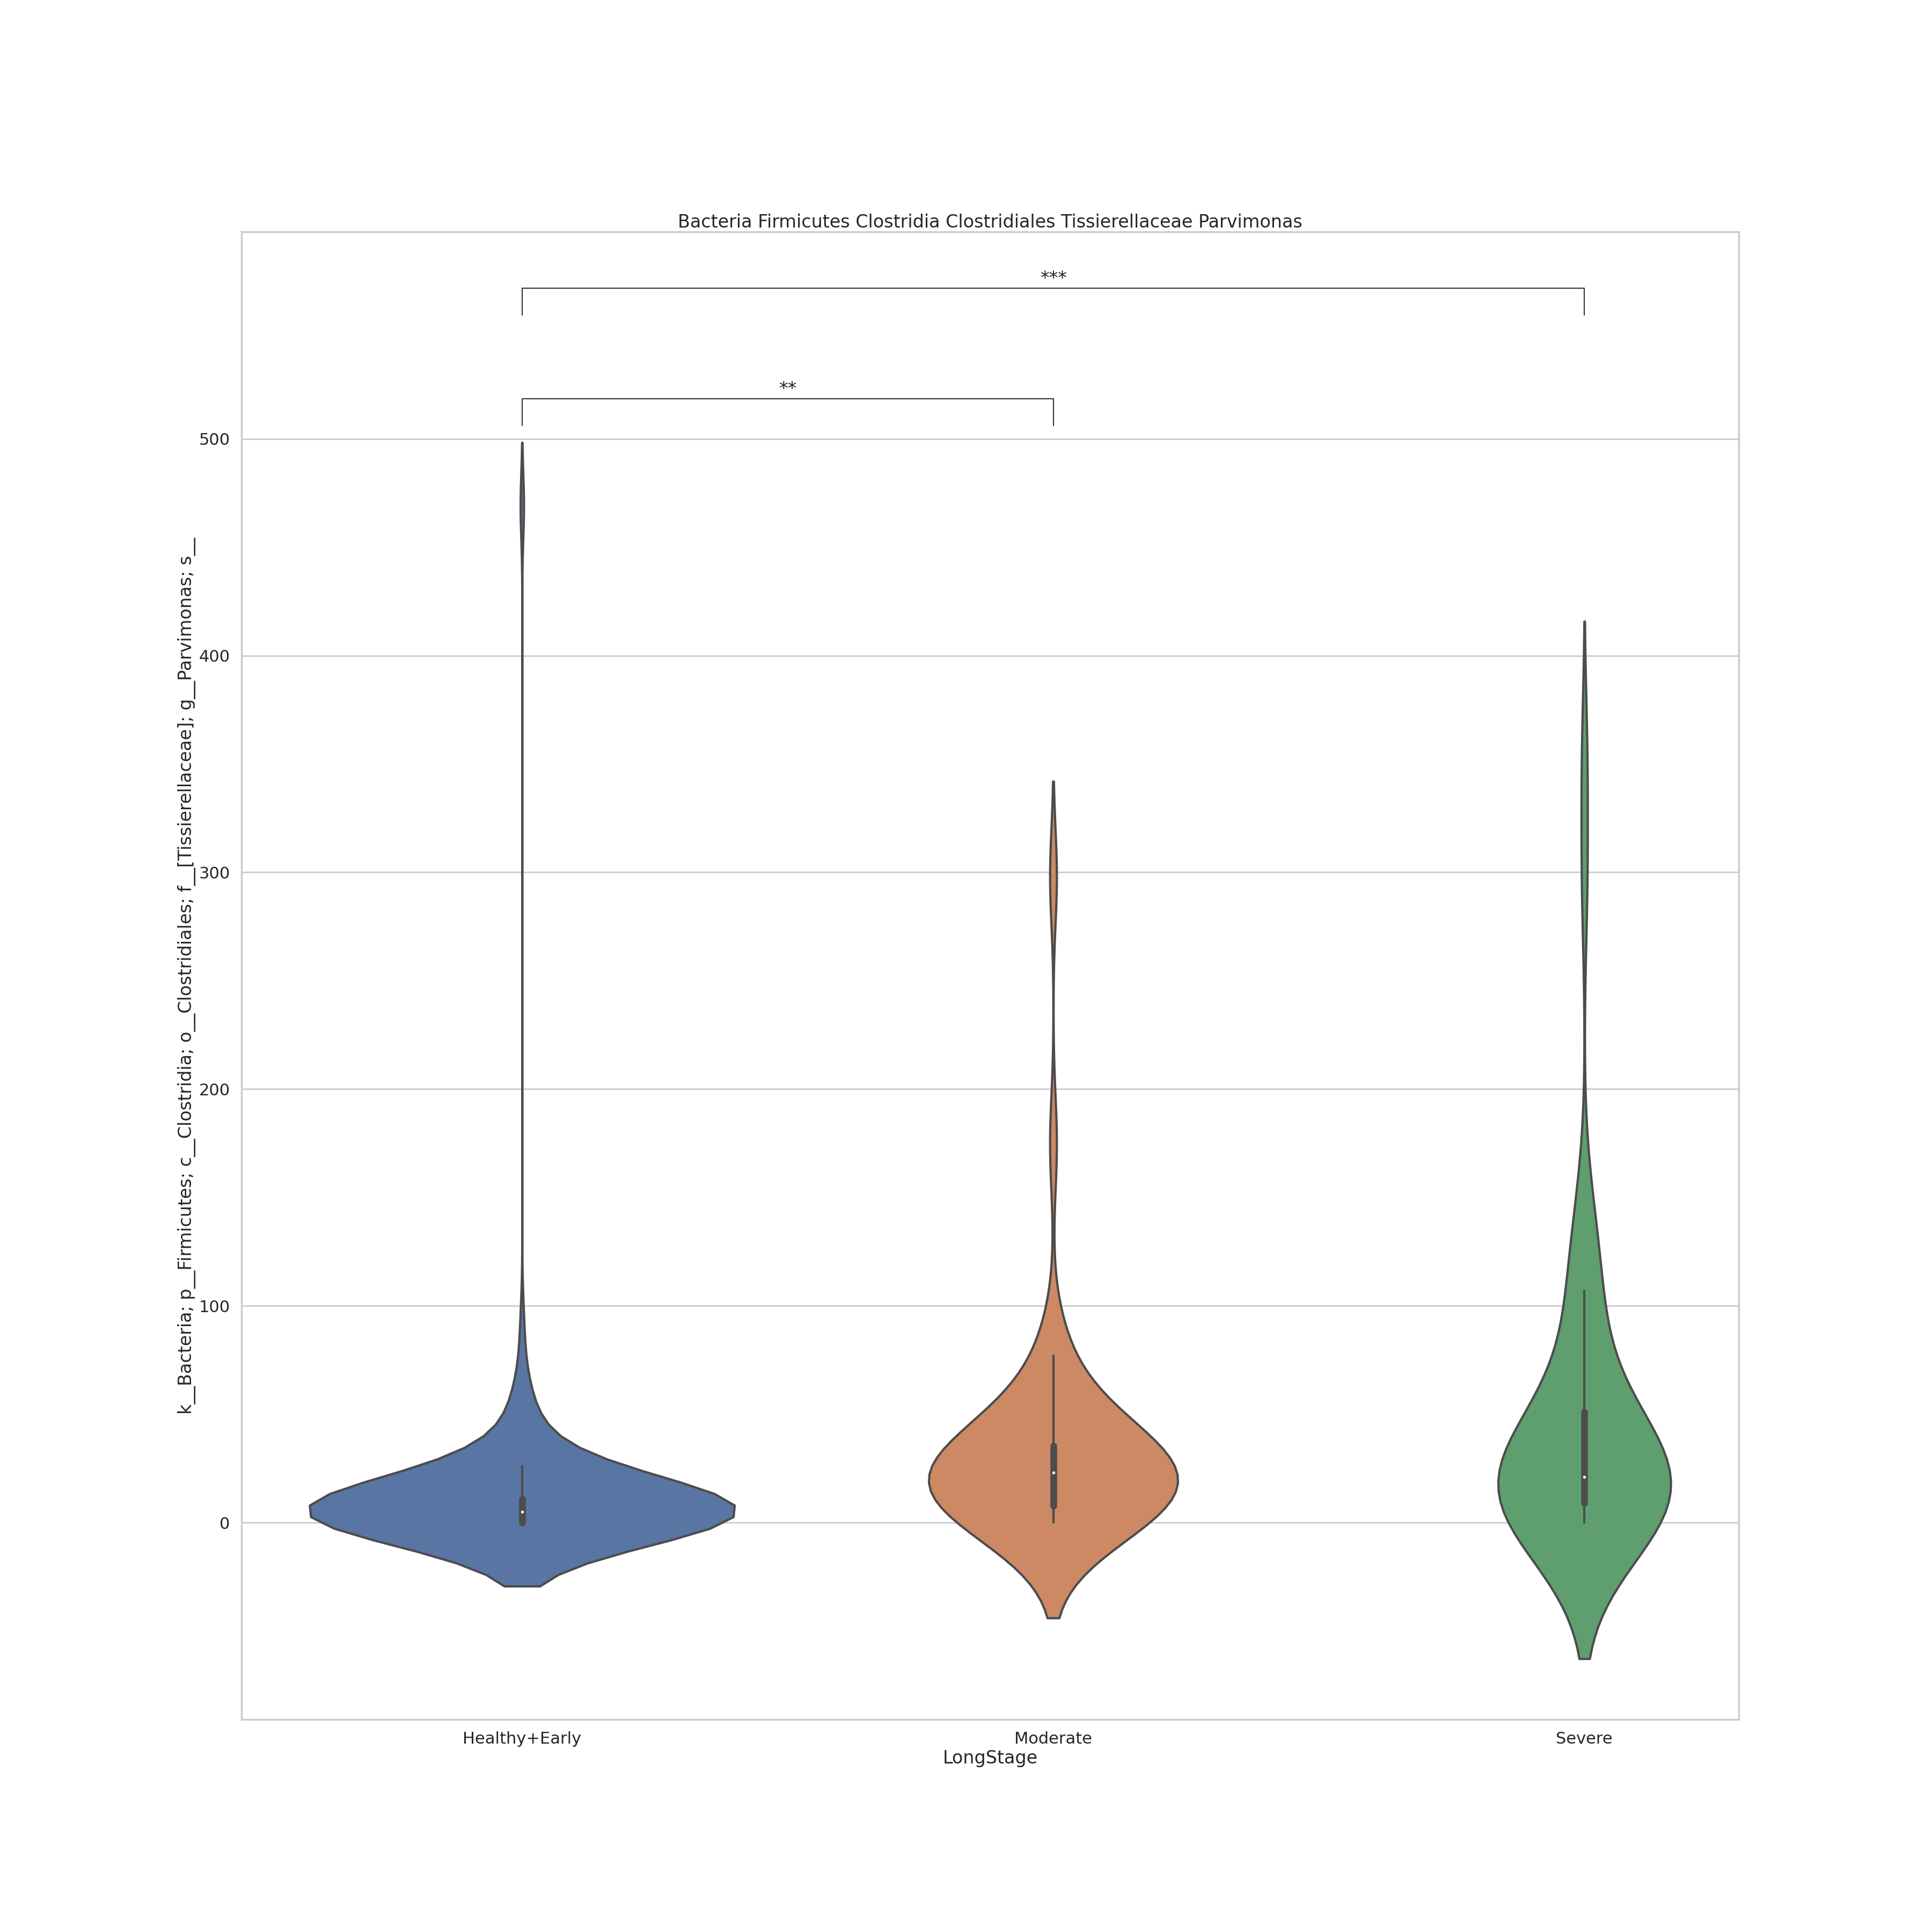 Bacteria Firmicutes Clostridia Clostridiales Tissierellaceae Parvimonas
***
**
500
400
300
200
100
0
k__Bacteria; p__Firmicutes; c__Clostridia; o__Clostridiales; f__[Tissierellaceae]; g__Parvimonas; s__
Healthy+Early
Moderate
Severe
LongStage